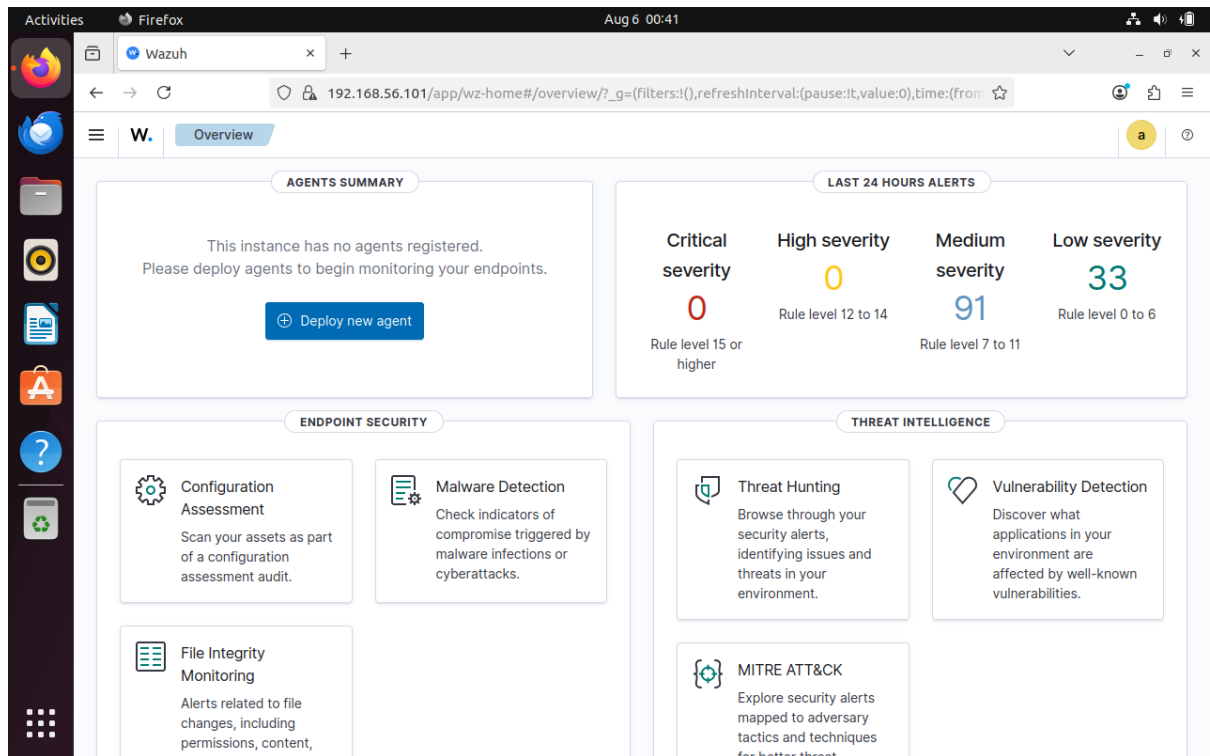 Activities
Firefox
Aug 6 00:41
Wazuh
192.168.56.101/app/wz-home#/overview/?_g=(filters:!(),refreshInterval:(pause:!t,value:0),time:(from
W.
Overview
a
AGENTS SUMMARY
This instance has no agents registered.
Please deploy agents to begin monitoring your endpoints.
Deploy new agent
LAST 24 HOURS ALERTS
Critical
severity
0
Rule level 15 or
higher
High severity
0
Rule level 12 to 14
Medium
severity
91
Rule level 7 to 11
Low severity
33
Rule level 0 to 6
ENDPOINT SECURITY
Configuration
Assessment
Scan your assets as part
of a configuration
assessment audit.
Malware Detection
Check indicators of
compromise triggered by
malware infections or
cyberattacks.
File Integrity
Monitoring
Alerts related to file
changes, including
permissions, content,
THREAT INTELLIGENCE
Threat Hunting
Browse through your
security alerts,
identifying issues and
threats in your
environment.
Vulnerability Detection
Discover what
applications in your
environment are
affected by well-known
vulnerabilities.
MITRE ATT&CK
Explore security alerts
mapped to adversary
tactics and techniques
for better threat